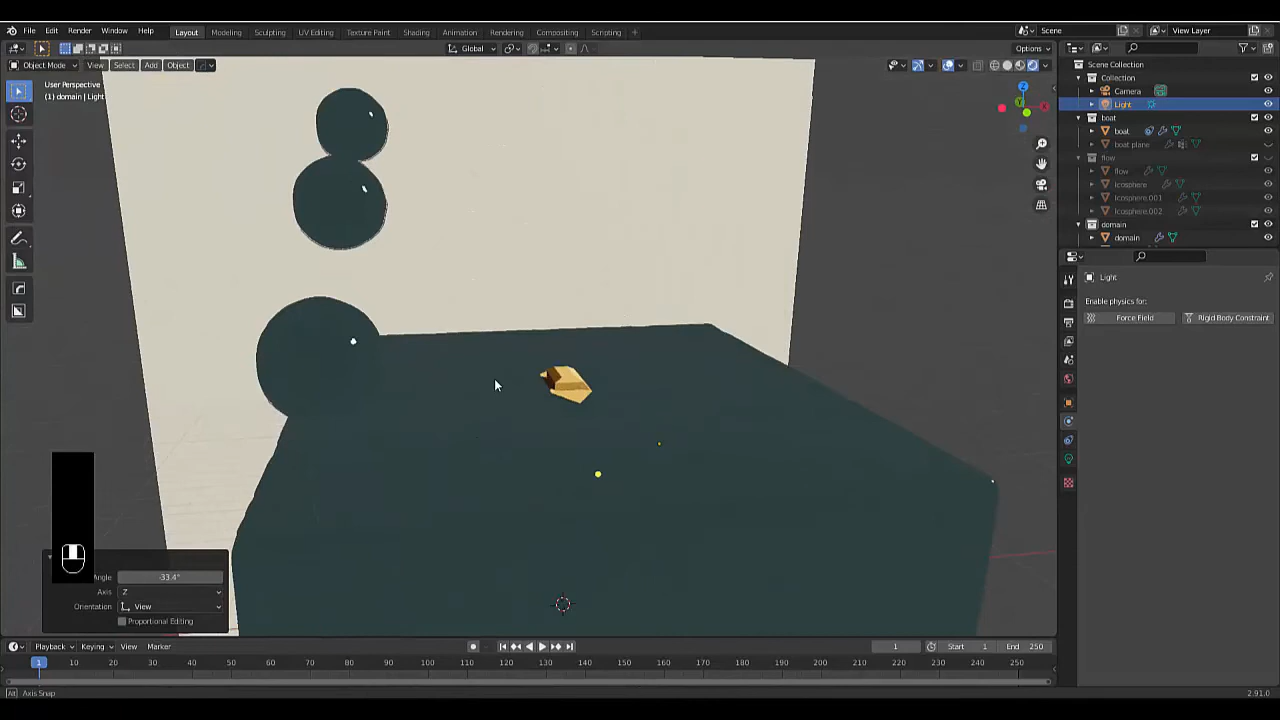 File Edit Render Window Help Layout Modeling Sculpting UV Editing Texture Paint Shading Animation Rendering Compositing Scripting + Scene View Layer
Global Options
Object Mode View Select Add Object
User Perspective
(1) domain | Light
Scene Collection
Collection
Camera
Light
boat
boat
boat plane
flow
flow
Icosphere
Icosphere.001
Icosphere.002
domain
domain
Light
Enable physics for:
Force Field Rigid Body Constraint
Angle -33.4°
Axis Z
Orientation View
Proportional Editing
Playback Keying View Marker 1 Start 1 End 250
1 10 20 30 40 50 60 70 80 90 100 110 120 130 140 150 160 170 180 190 200 210 220 230 240 250
Alt Axis Snap 2.91.0